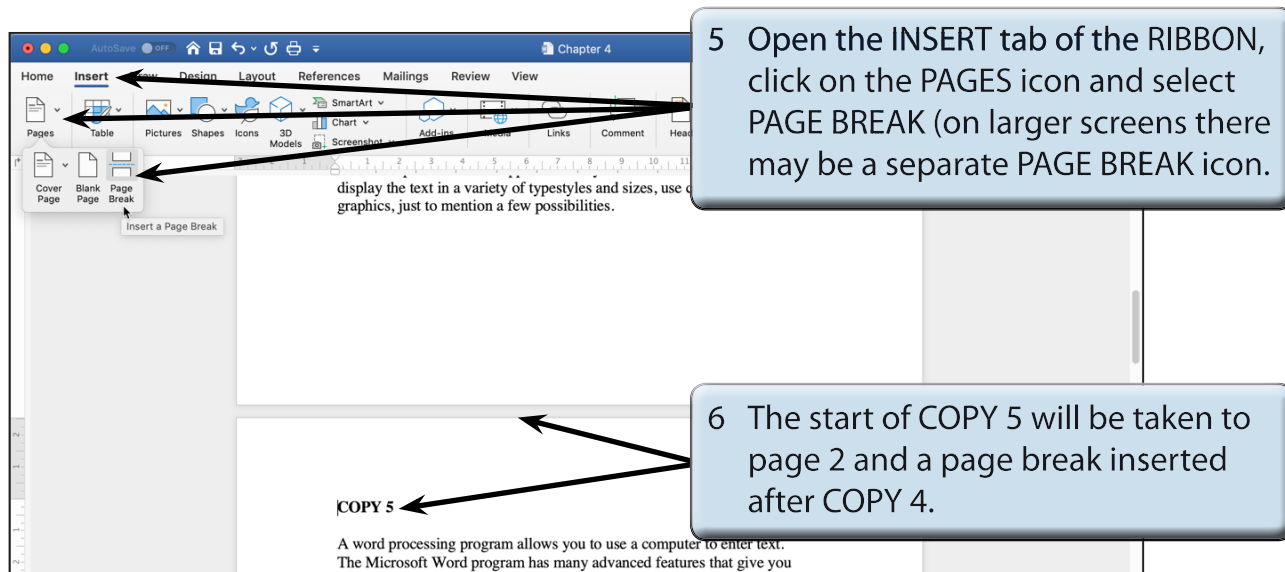 AutoSave OFF
Chapter 4
Home Insert Draw Design Layout References Mailings Review View
Pages Table Pictures Shapes Icons 3D Models SmartArt Chart Screenshot Add-ins Media Links Comment
Cover Page Blank Page Page Break
Insert a Page Break
5 Open the INSERT tab of the RIBBON,
click on the PAGES icon and select
PAGE BREAK (on larger screens there
may be a separate PAGE BREAK icon.
display the text in a variety of typestyles and sizes, use
graphics, just to mention a few possibilities.
6 The start of COPY 5 will be taken to
page 2 and a page break inserted
after COPY 4.
COPY 5
A word processing program allows you to use a computer to enter text.
The Microsoft Word program has many advanced features that give you